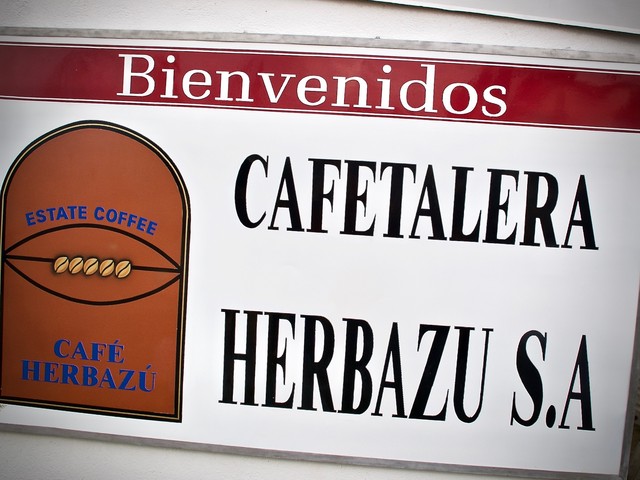 Bienvenidos
ESTATE COFFEE
CAFÉ
HERBAZÚ
CAFETALERA
HERBAZU S.A